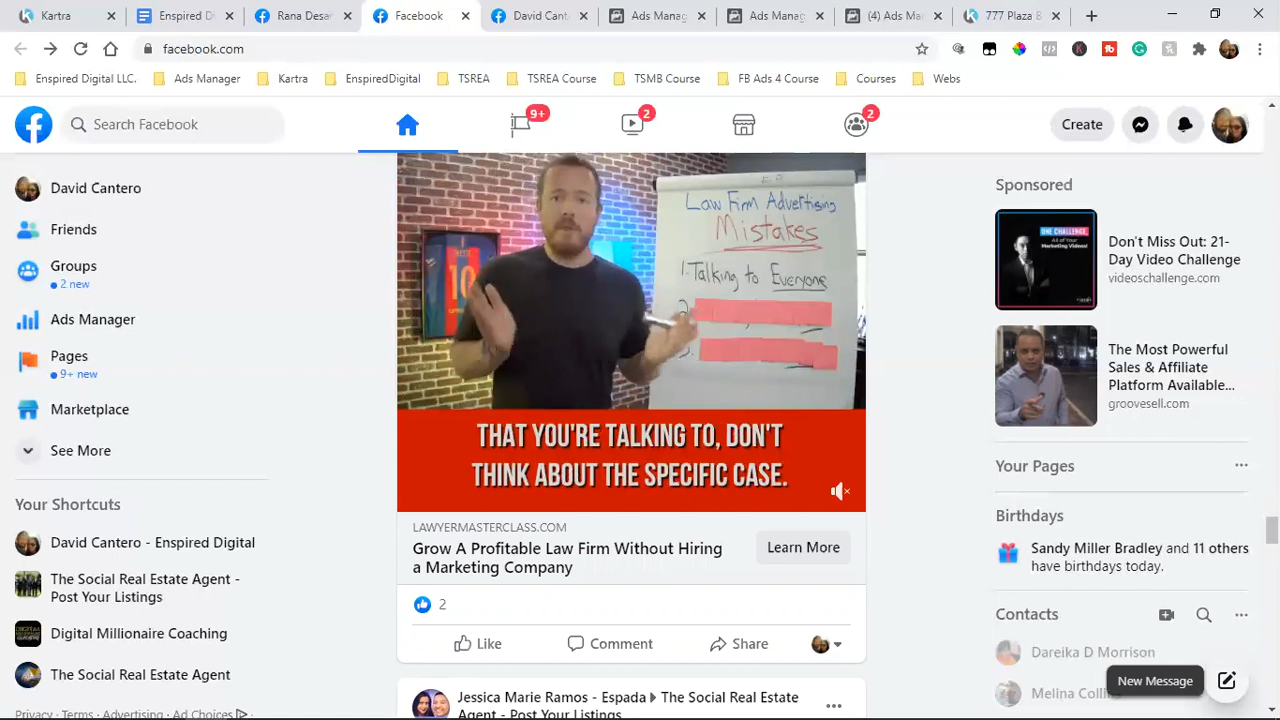 Kartra
Enspired Di
Rana Desar
Facebook
David Cant
Ads Manag
Ads Manag
(4) Ads Ma
777 Plaza B
facebook.com
Enspired Digital LLC.
Ads Manager
Kartra
EnspiredDigital
TSREA
TSREA Course
TSMB Course
FB Ads 4 Course
Courses
Webs
Search Facebook
9+
2
2
Create
David Cantero
Friends
Groups
2 new
Ads Manager
Pages
9+ new
Marketplace
See More
Your Shortcuts
David Cantero - Enspired Digital
The Social Real Estate Agent -
Post Your Listings
Digital Millionaire Coaching
The Social Real Estate Agent
Privacy · Terms · Advertising · Ad Choices
10
Law Firm Advertising
Mistakes
1. Talking to Everyone
2.
3.
THAT YOU'RE TALKING TO, DON'T
THINK ABOUT THE SPECIFIC CASE.
LAWYERMASTERCLASS.COM
Grow A Profitable Law Firm Without Hiring
a Marketing Company
Learn More
2
Like
Comment
Share
Jessica Marie Ramos - Espada
The Social Real Estate
Agent - Post Your Listings
Sponsored
ONE CHALLENGE,
Don't Miss Out: 21-
Day Video Challenge
videoschallenge.com
The Most Powerful
Sales & Affiliate
Platform Available...
groovesell.com
Your Pages
Birthdays
Sandy Miller Bradley and 11 others
have birthdays today.
Contacts
Dareika D Morrison
Melina Colli
New Message